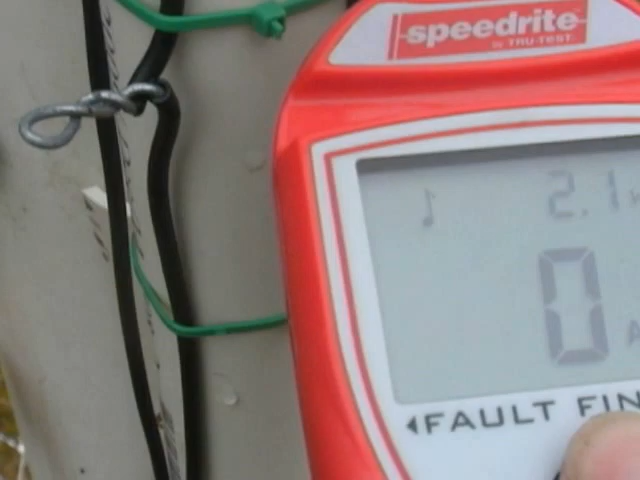 speedrite
by TRU-TEST
2.1
0 A
◀FAULT FIN